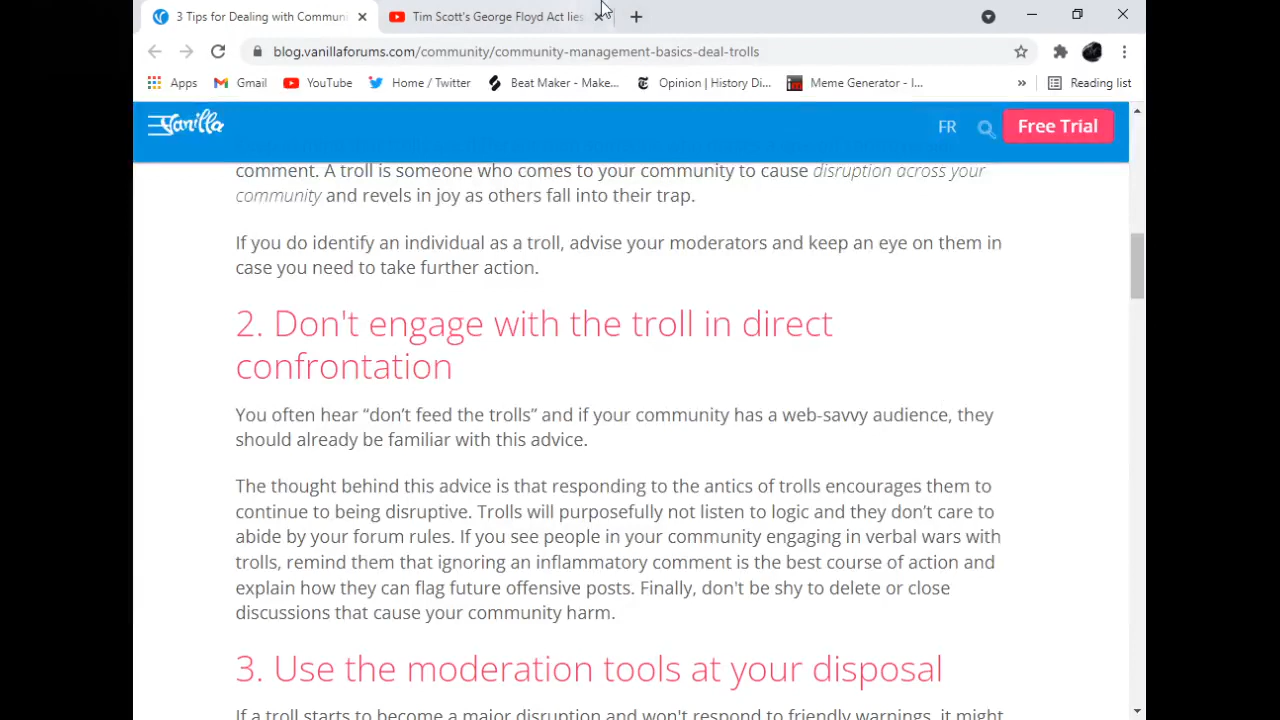 3 Tips for Dealing with Commun
Tim Scott's George Floyd Act lies
blog.vanillaforums.com/community/community-management-basics-deal-trolls
Apps
Gmail
YouTube
Home / Twitter
Beat Maker - Make...
Opinion | History Di...
Meme Generator - I...
»
Reading list
Vanilla
FR
Free Trial
comment. A troll is someone who comes to your community to cause disruption across your
community and revels in joy as others fall into their trap.
If you do identify an individual as a troll, advise your moderators and keep an eye on them in
case you need to take further action.
2. Don't engage with the troll in direct
confrontation
You often hear “don’t feed the trolls” and if your community has a web-savvy audience, they
should already be familiar with this advice.
The thought behind this advice is that responding to the antics of trolls encourages them to
continue to being disruptive. Trolls will purposefully not listen to logic and they don’t care to
abide by your forum rules. If you see people in your community engaging in verbal wars with
trolls, remind them that ignoring an inflammatory comment is the best course of action and
explain how they can flag future offensive posts. Finally, don't be shy to delete or close
discussions that cause your community harm.
3. Use the moderation tools at your disposal
If a troll starts to become a major disruption and won't respond to friendly warnings, it might